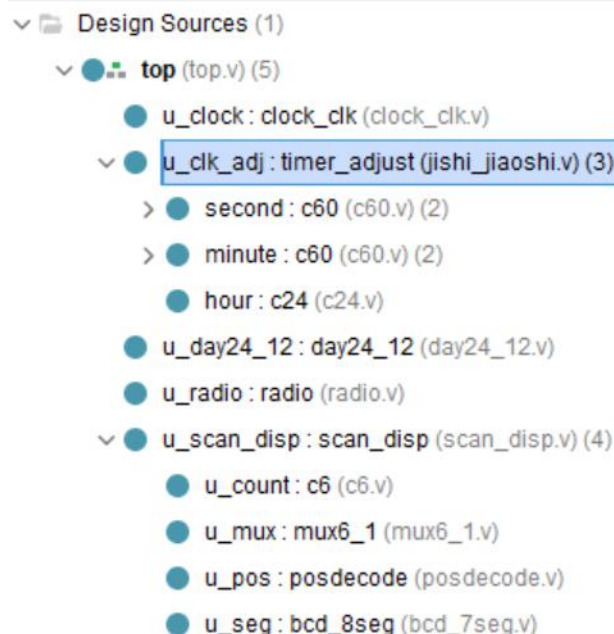 Design Sources (1)
top (top.v) (5)
u_clock : clock_clk (clock_clk.v)
u_clk_adj : timer_adjust (jishi_jiaoshi.v) (3)
second : c60 (c60.v) (2)
minute : c60 (c60.v) (2)
hour : c24 (c24.v)
u_day24_12 : day24_12 (day24_12.v)
u_radio : radio (radio.v)
u_scan_disp : scan_disp (scan_disp.v) (4)
u_count : c6 (c6.v)
u_mux : mux6_1 (mux6_1.v)
u_pos : posdecode (posdecode.v)
u_seg : bcd_8seg (bcd_7seg.v)